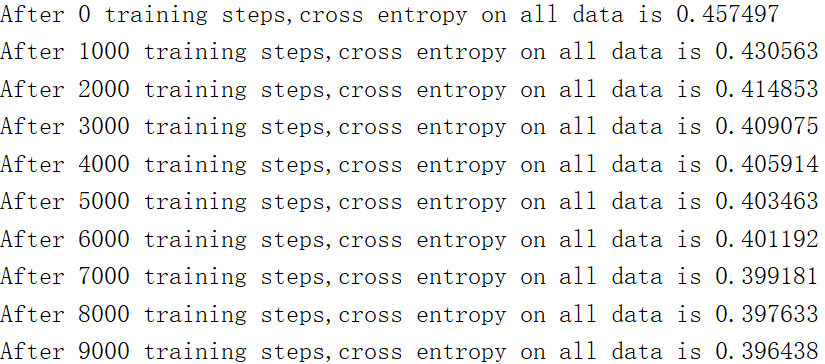 After 0 training steps,cross entropy on all data is 0.457497
After 1000 training steps,cross entropy on all data is 0.430563
After 2000 training steps,cross entropy on all data is 0.414853
After 3000 training steps,cross entropy on all data is 0.409075
After 4000 training steps,cross entropy on all data is 0.405914
After 5000 training steps,cross entropy on all data is 0.403463
After 6000 training steps,cross entropy on all data is 0.401192
After 7000 training steps,cross entropy on all data is 0.399181
After 8000 training steps,cross entropy on all data is 0.397633
After 9000 training steps,cross entropy on all data is 0.396438